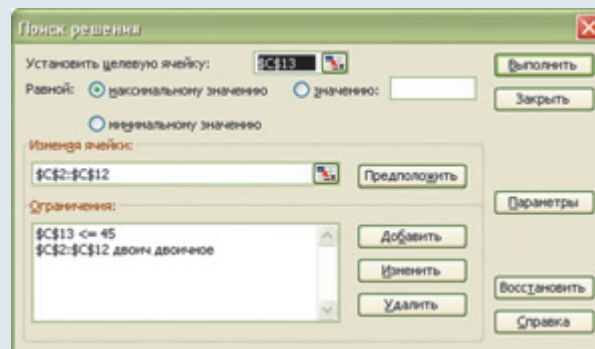 Поиск решения
Установить целевую ячейку: $C$13
Выполнить
Равной: максимальному значению значению:
Закрыть
минимальному значению
Изменяя ячейки:
$C$2:$C$12
Предположить
Ограничения:
Параметры
$C$13 <= 45
$C$2:$C$12 двоич двоичное
Добавить
Изменить
Удалить
Восстановить
Справка